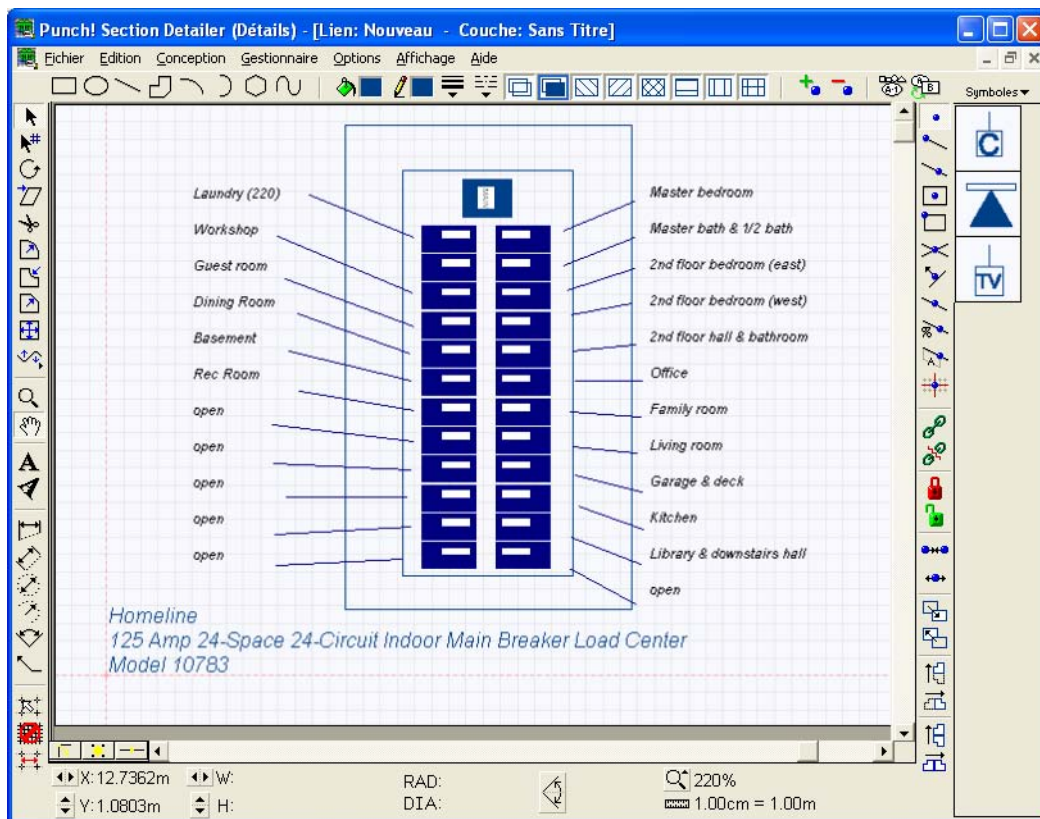 Punch! Section Detailer (Détails) - [Lien: Nouveau - Couche: Sans Titre]
Fichier Edition Conception Gestionnaire Options Affichage Aide
Symboles
C
TV
A
Laundry (220)
Workshop
Guest room
Dining Room
Basement
Rec Room
open
open
open
open
open
MAIN
Master bedroom
Master bath & 1/2 bath
2nd floor bedroom (east)
2nd floor bedroom (west)
2nd floor hall & bathroom
Office
Family room
Living room
Garage & deck
Kitchen
Library & downstairs hall
open
Homeline
125 Amp 24-Space 24-Circuit Indoor Main Breaker Load Center
Model 10783
X: 12.7362m W: RAD: 220%
Y: 1.0803m H: DIA: 1.00cm = 1.00m